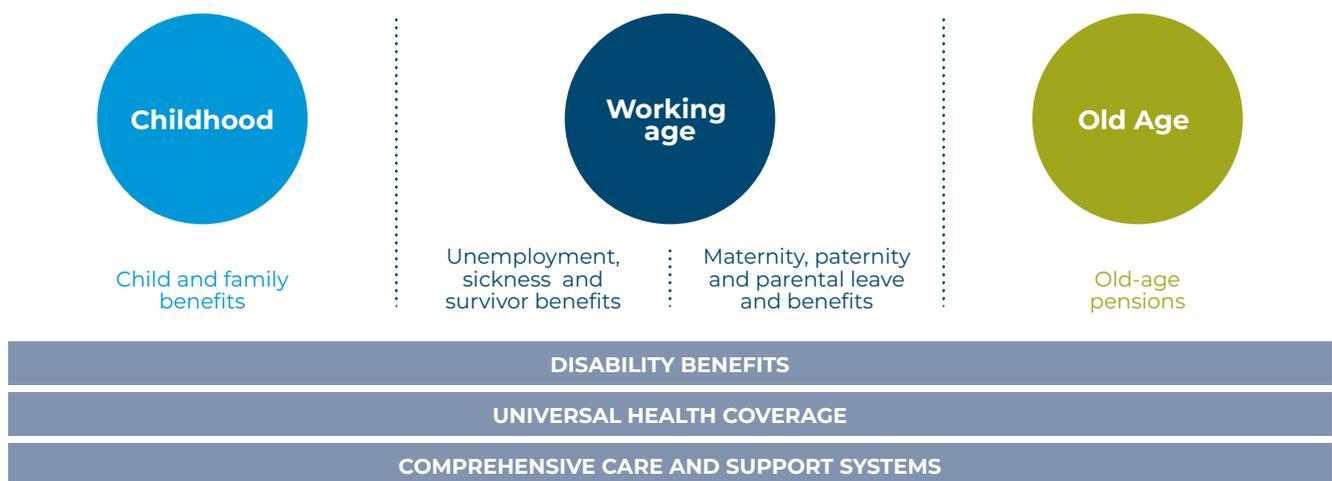 Childhood
Working
age
Old Age
Child and family
benefits
Unemployment,
sickness and
survivor benefits
Maternity, paternity
and parental leave
and benefits
Old-age
pensions
DISABILITY BENEFITS
UNIVERSAL HEALTH COVERAGE
COMPREHENSIVE CARE AND SUPPORT SYSTEMS